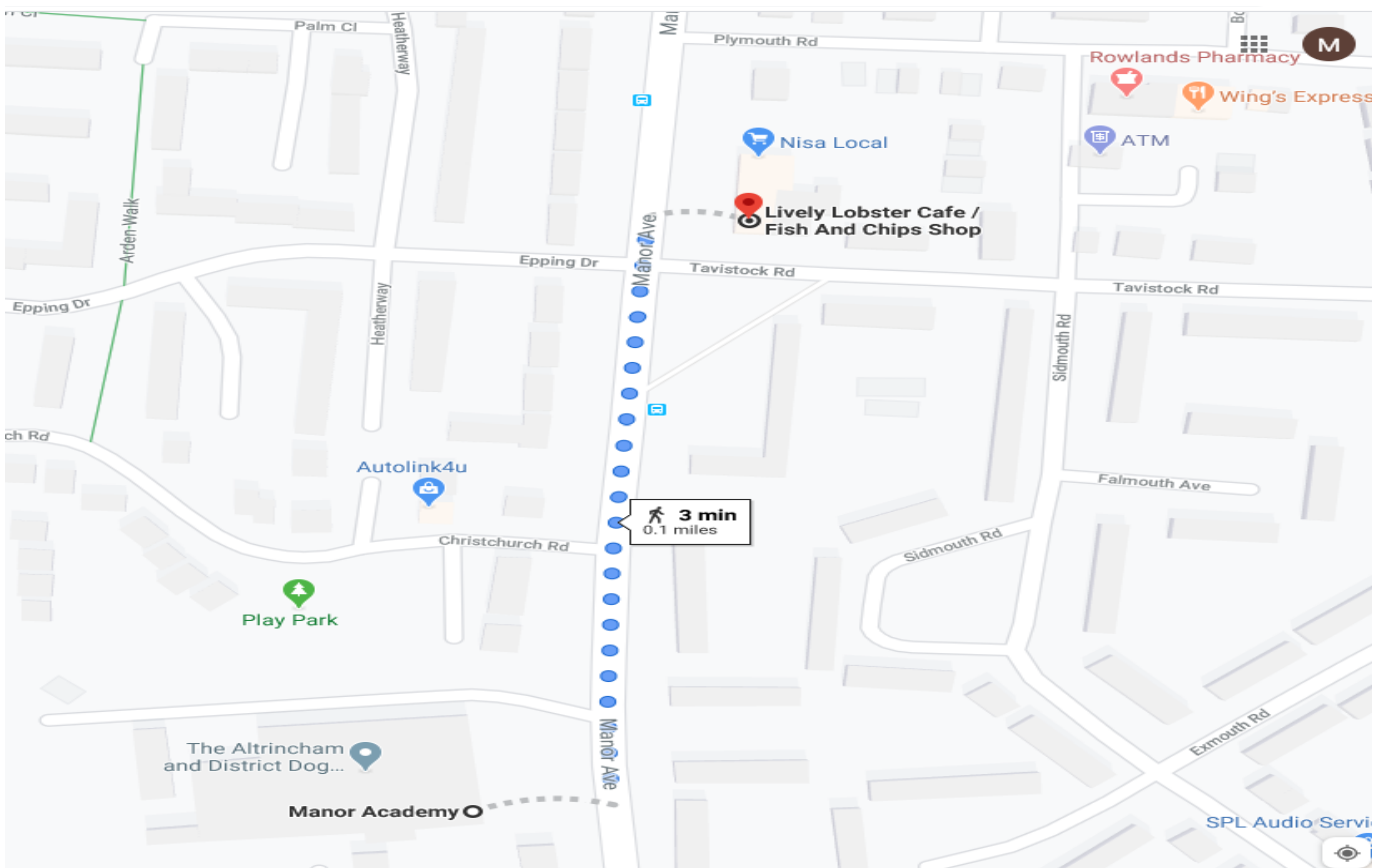 Palm Cl
Heatherway
Plymouth Rd
M
Rowlands Pharmacy
Wing's Express
Nisa Local
ATM
Arden-Walk
Manor Ave
Lively Lobster Cafe /
Fish And Chips Shop
Epping Dr
Tavistock Rd
Epping Dr
Tavistock Rd
Heatherway
Sidmouth Rd
ch Rd
Autolink4u
Falmouth Ave
3 min
0.1 miles
Christchurch Rd
Sidmouth Rd
Play Park
Manor Ave
Exmouth Rd
The Altrincham
and District Dog...
Manor Academy
SPL Audio Servi